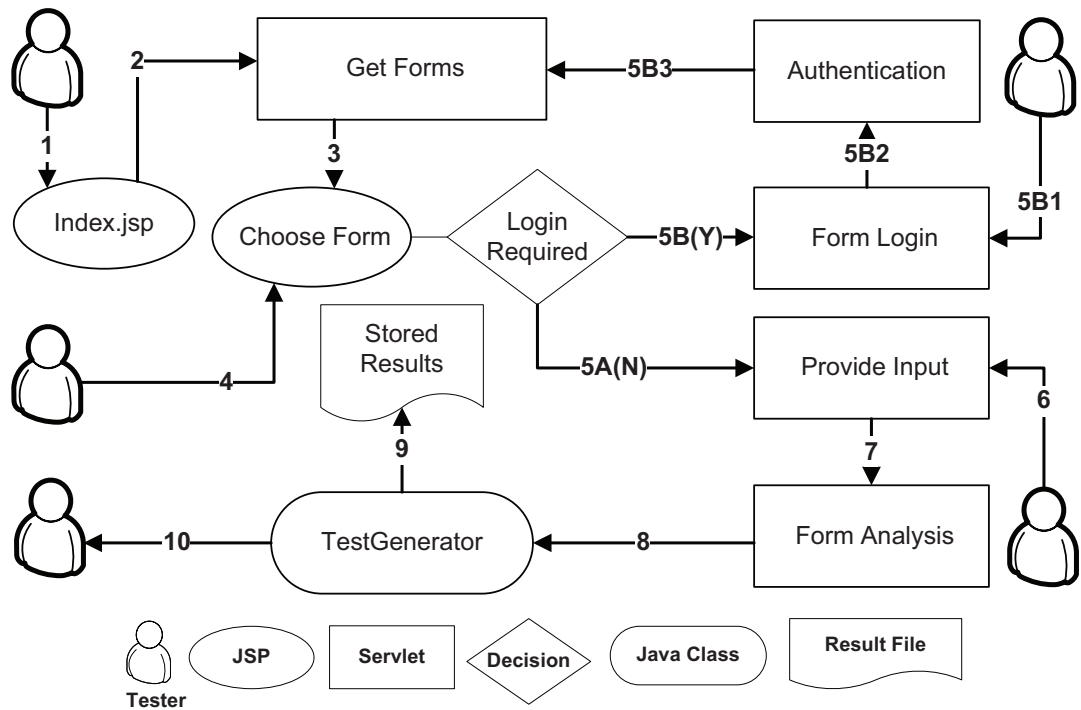 2
Get Forms
5B3
Authentication
1
3
5B2
5B1
Index.jsp
Choose Form
Login
Required
5B(Y)
Form Login
Stored
Results
4
5A(N)
Provide Input
6
9
7
10
TestGenerator
8
Form Analysis
Tester
JSP
Servlet
Decision
Java Class
Result File